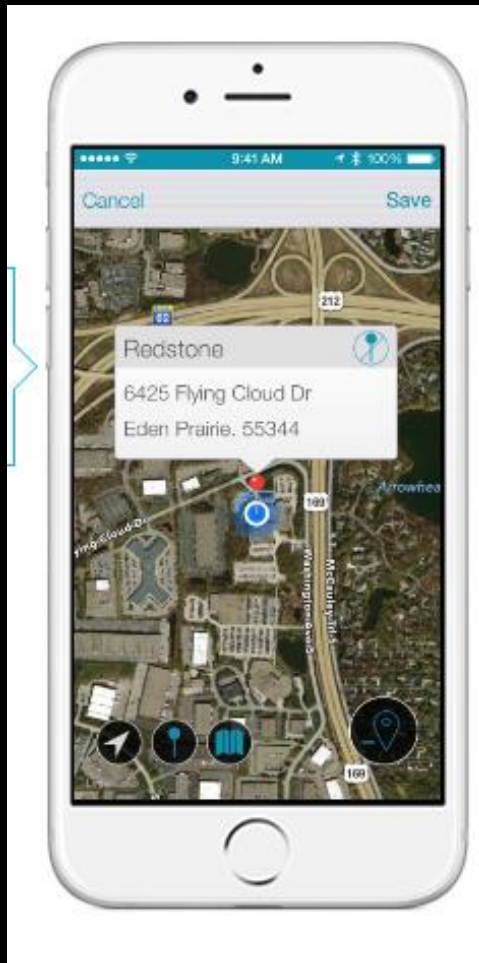 9:41 AM
100%
Cancel
Save
212
Redstone
6425 Flying Cloud Dr
Eden Prairie. 55344
169
Arrowhea
ying Cloud Dr
Washington Ave S
McCauley Trl S
169